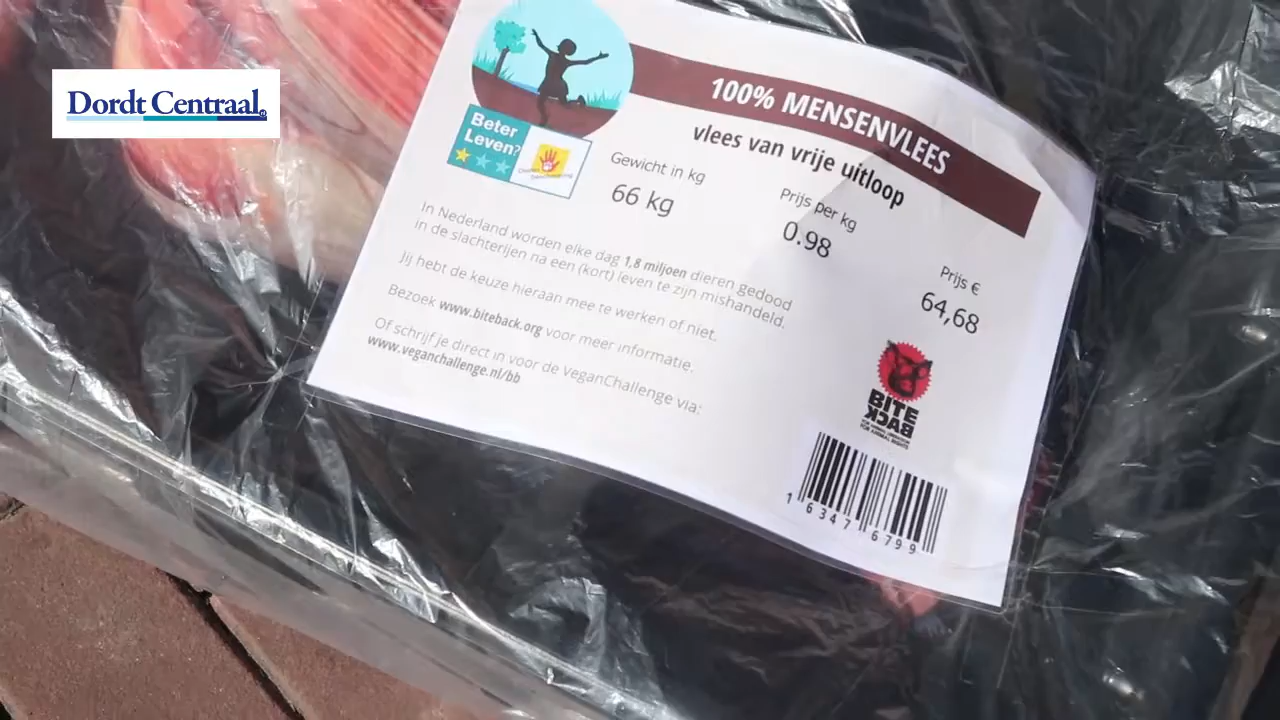 Dordt Centraal
100% MENSENVLEES
vlees van vrije uitloop
Beter
Leven?
Gewicht in kg
66 kg
Prijs per kg
0.98
Prijs €
64,68
In Nederland worden elke dag 1,8 miljoen dieren gedood
in de slachterijen na een (kort) leven te zijn mishandeld.
Jij hebt de keuze hieraan mee te werken of niet.
Bezoek www.biteback.org voor meer informatie.
Of schrijf je direct in voor de VeganChallenge via:
www.veganchallenge.nl/bb
BITE
BACK
FOR ANIMAL RIGHTS
1 6347 6799